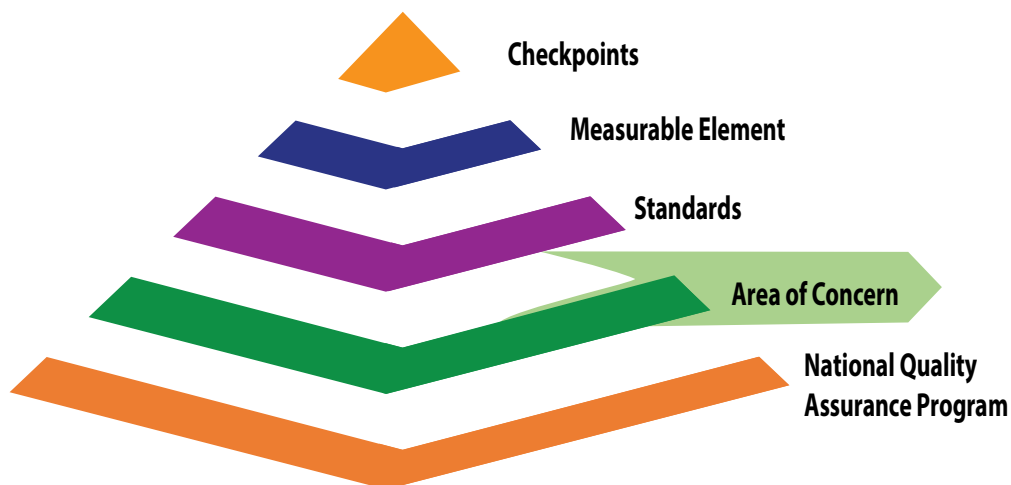 Checkpoints
Measurable Element
Standards
Area of Concern
National Quality
Assurance Program